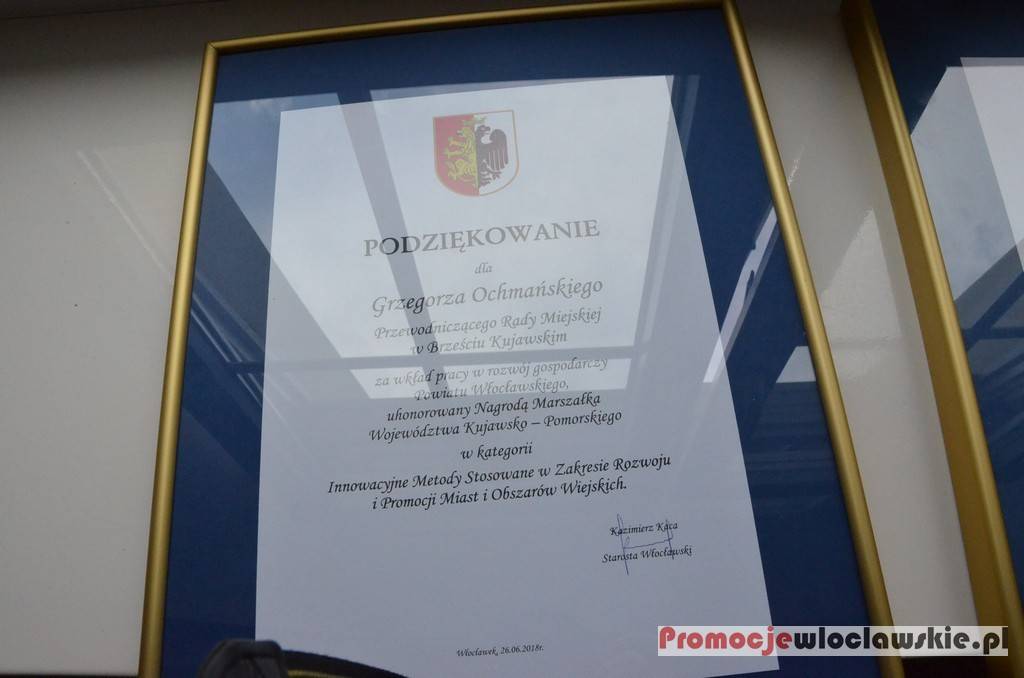 PODZIĘKOWANIE
dla
Grzegorza Ochmańskiego
Przewodniczącego Rady Miejskiej
w Brześciu Kujawskim
za wkład pracy w rozwój gospodarczy
Powiatu Włocławskiego,
uhonorowany Nagrodą Marszałka
Województwa Kujawsko – Pomorskiego
w kategorii
Innowacyjne Metody Stosowane w Zakresie Rozwoju
i Promocji Miast i Obszarów Wiejskich.
Kazimierz Kaca
Starosta Włocławski
Włocławek, 26.06.2018r.
Promocjewloclawskie.pl